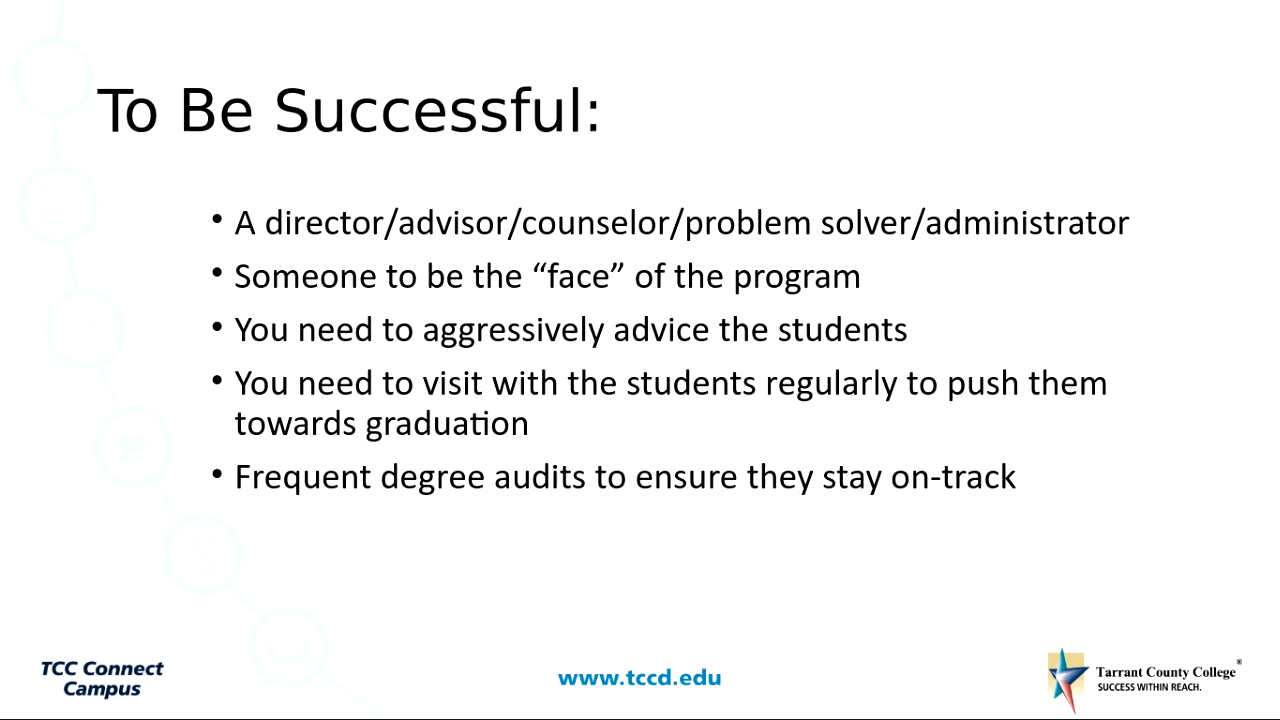 To Be Successful:
• A director/advisor/counselor/problem solver/administrator
• Someone to be the “face” of the program
• You need to aggressively advice the students
• You need to visit with the students regularly to push them
towards graduation
• Frequent degree audits to ensure they stay on-track
TCC Connect
Campus
www.tccd.edu
Tarrant County College®
SUCCESS WITHIN REACH.